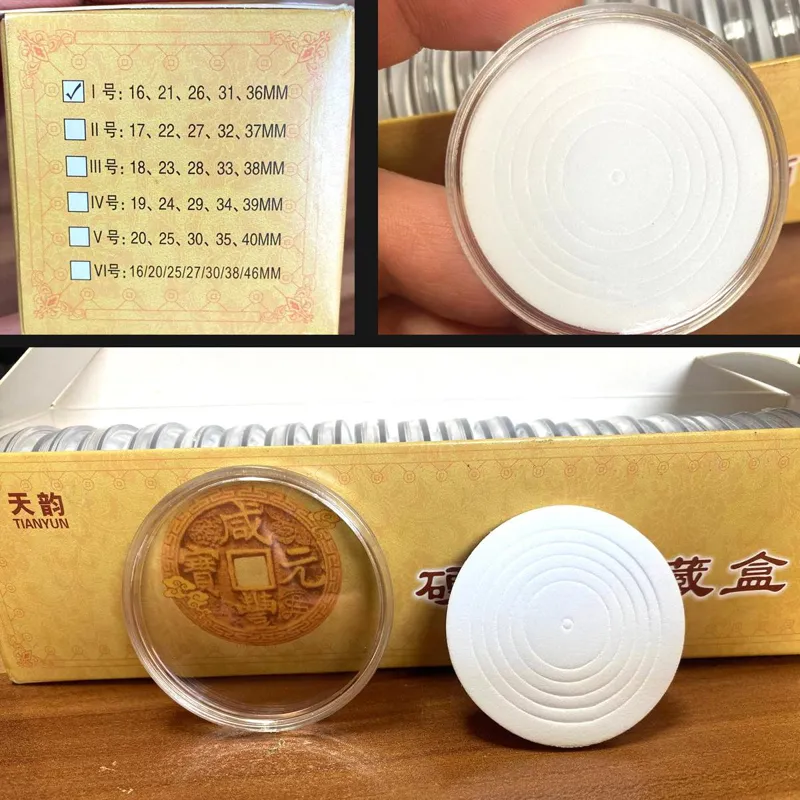 ✓ I号: 16、21、26、31、36MM
II号: 17、22、27、32、37MM
III号: 18、23、28、33、38MM
IV号: 19、24、29、34、39MM
V号: 20、25、30、35、40MM
VI号: 16/20/25/27/30/38/46MM
天韵
TIANYUN
咸
寶 元
豐
硬 藏盒